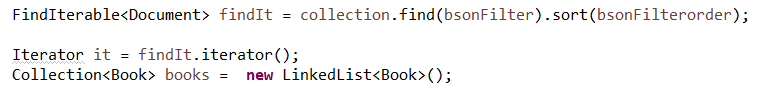 FindIterable<Document> findIt = collection.find(bsonFilter).sort(bsonFilterorder);
Iterator it = findIt.iterator();
Collection<Book> books =  new LinkedList<Book>();